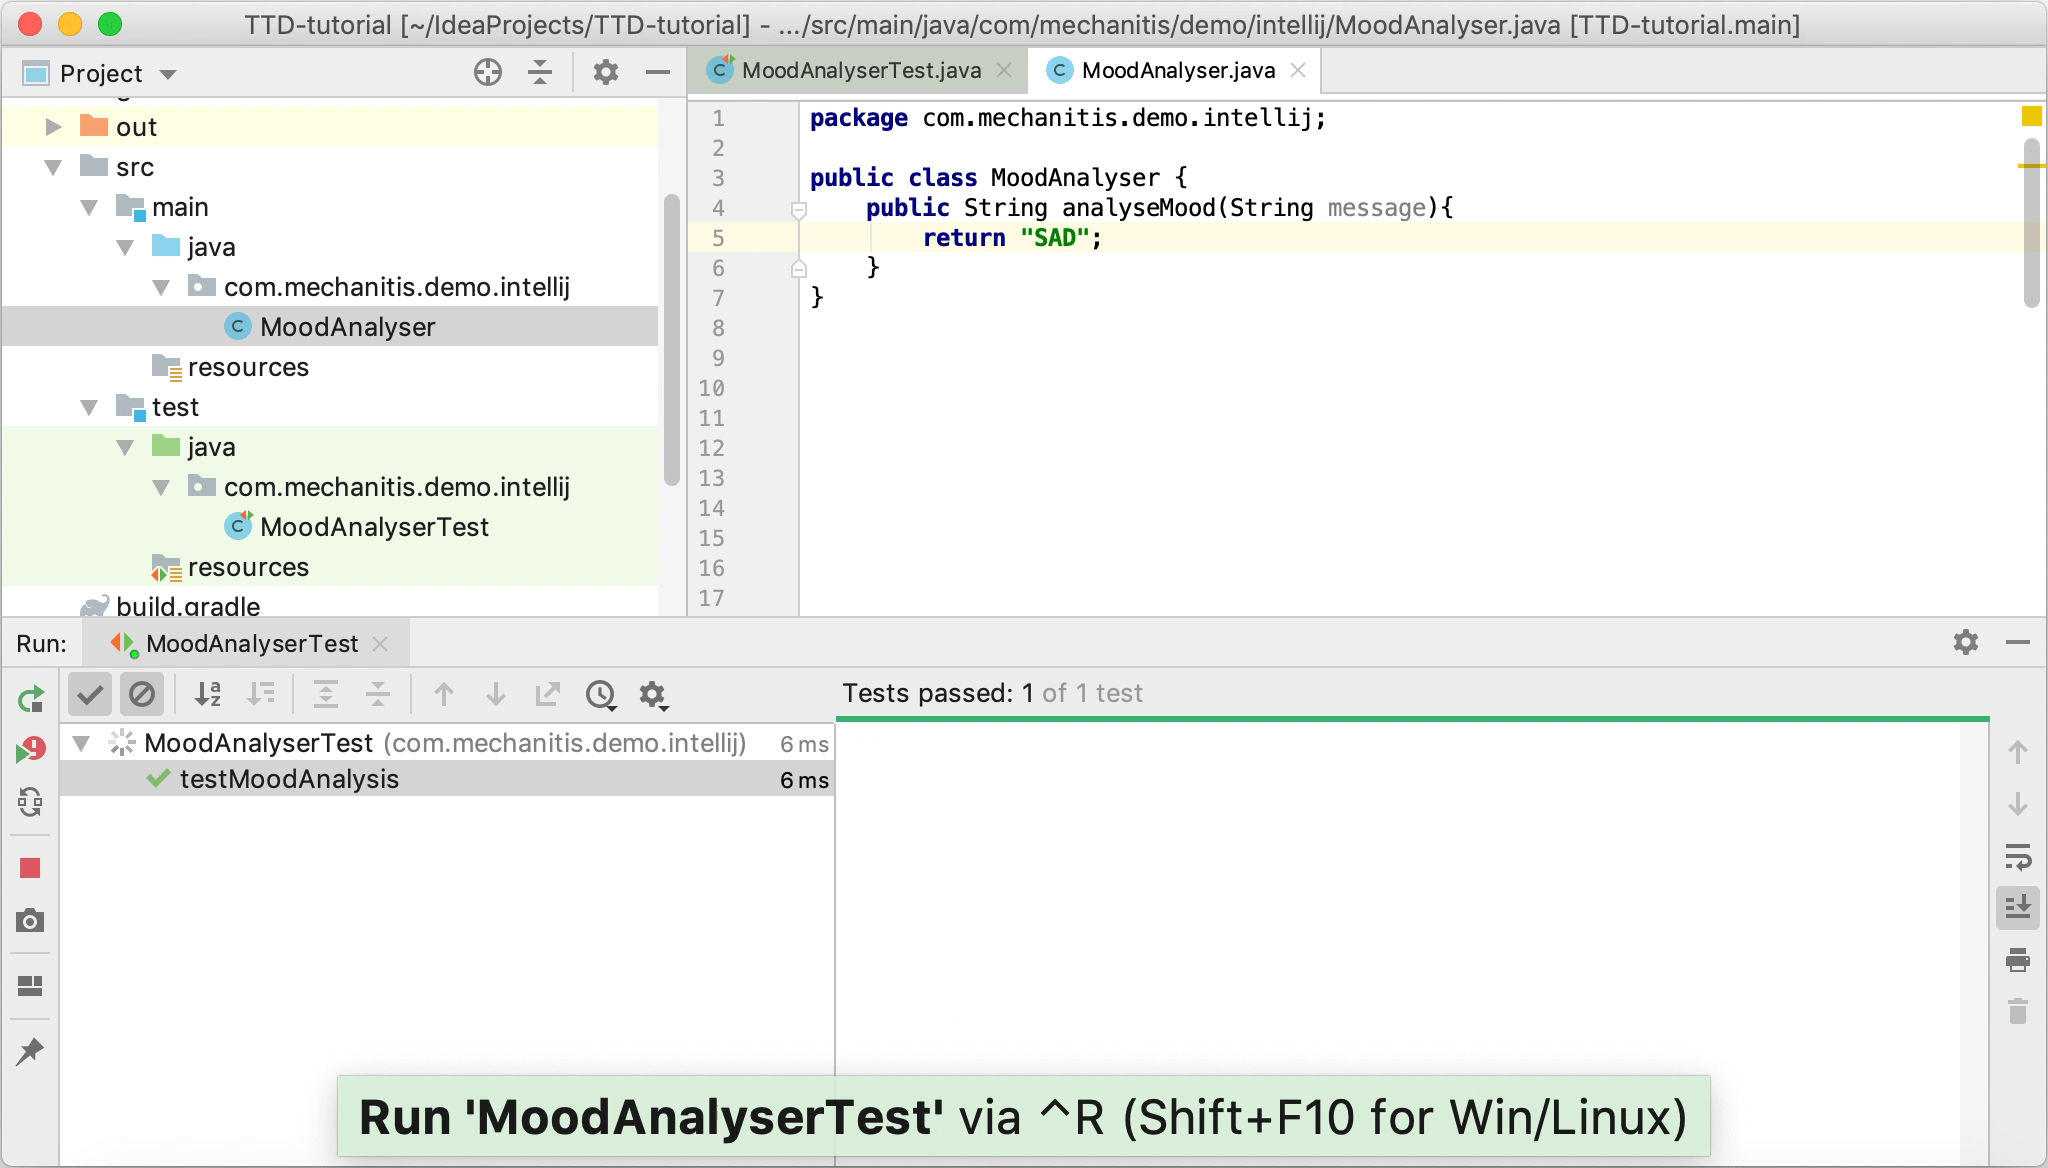 TTD-tutorial [~/IdeaProjects/TTD-tutorial] - .../src/main/java/com/mechanitis/demo/intellij/MoodAnalyser.java [TTD-tutorial.main]
Project
MoodAnalyserTest.java
MoodAnalyser.java
out
src
main
java
com.mechanitis.demo.intellij
MoodAnalyser
resources
test
java
com.mechanitis.demo.intellij
MoodAnalyserTest
resources
build.gradle
1 package com.mechanitis.demo.intellij;
2
3 public class MoodAnalyser {
4 public String analyseMood(String message){
5 return "SAD";
6 }
7 }
8
9
10
11
12
13
14
15
16
17
Run: MoodAnalyserTest
Tests passed: 1 of 1 test
MoodAnalyserTest (com.mechanitis.demo.intellij) 6 ms
testMoodAnalysis 6 ms
Run 'MoodAnalyserTest' via ^R (Shift+F10 for Win/Linux)